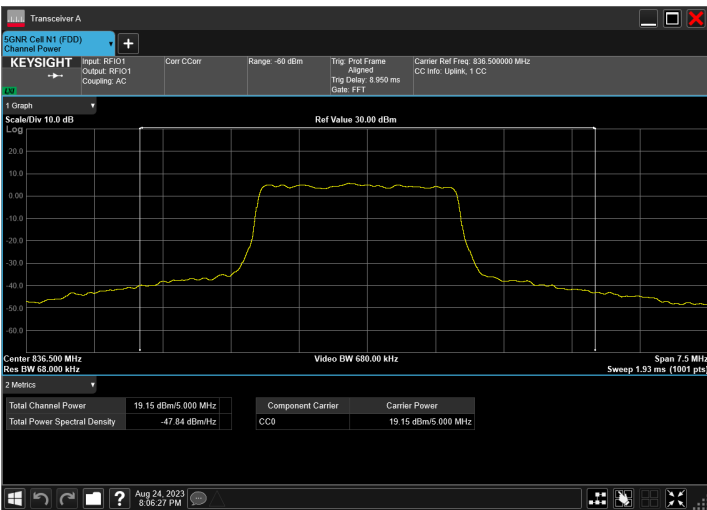 Transceiver A
5GNR Cell N1 (FDD)
Channel Power
KEYSIGHT
LXI
Input: RFIO1
Output: RFIO1
Coupling: AC
Corr CCorr
Range: -60 dBm
Trig: Prot Frame
Aligned
Trig Delay: 8.950 ms
Gate: FFT
Carrier Ref Freq: 836.500000 MHz
CC Info: Uplink, 1 CC
1 Graph
Scale/Div 10.0 dB
Ref Value 30.00 dBm
Log
20.0
10.0
0.00
-10.0
-20.0
-30.0
-40.0
-50.0
-60.0
Center 836.500 MHz
Video BW 680.00 kHz
Span 7.5 MHz
Res BW 68.000 kHz
Sweep 1.93 ms (1001 pts)
2 Metrics
Total Channel Power 19.15 dBm/5.000 MHz
Total Power Spectral Density -47.84 dBm/Hz
Component Carrier Carrier Power
CC0 19.15 dBm/5.000 MHz
Aug 24, 2023
8:06:27 PM